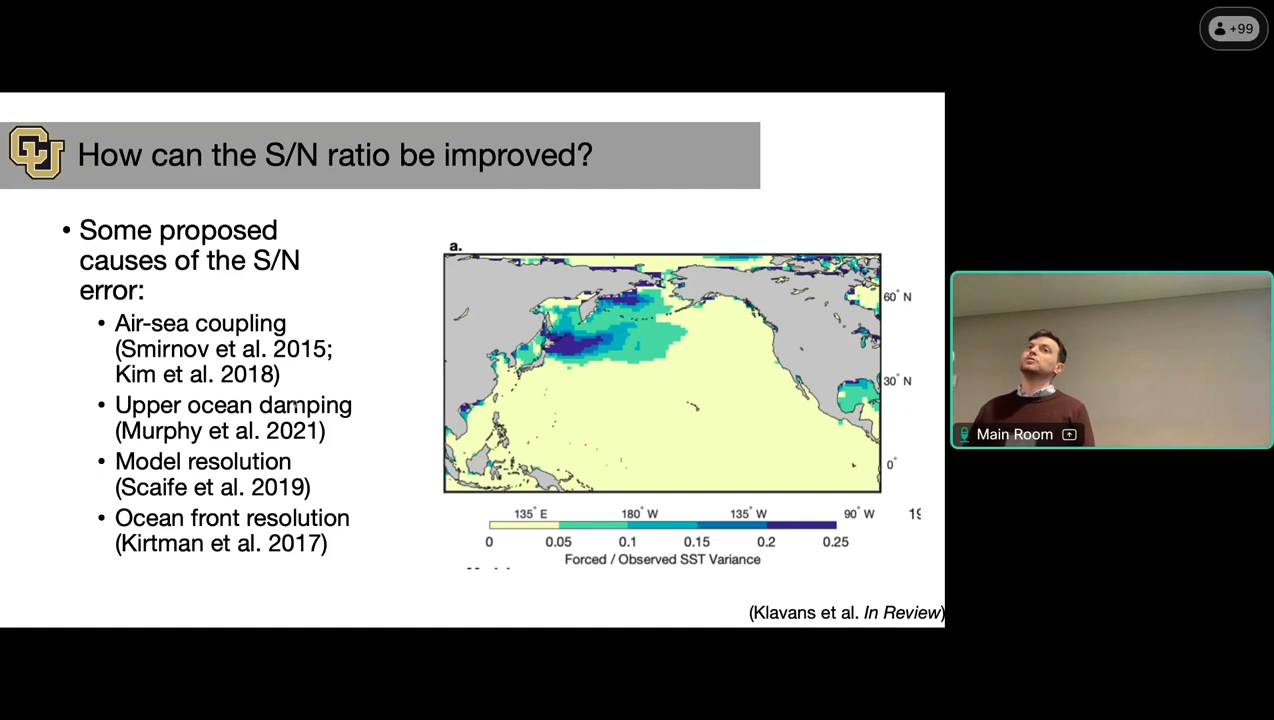 +99
CU
How can the S/N ratio be improved?
• Some proposed
causes of the S/N
error:
• Air-sea coupling
(Smirnov et al. 2015;
Kim et al. 2018)
• Upper ocean damping
(Murphy et al. 2021)
• Model resolution
(Scaife et al. 2019)
• Ocean front resolution
(Kirtman et al. 2017)
a.
60° N
30° N
0°
135° E 180° W 135° W 90° W
0 0.05 0.1 0.15 0.2 0.25
Forced / Observed SST Variance
(Klavans et al. In Review)
Main Room